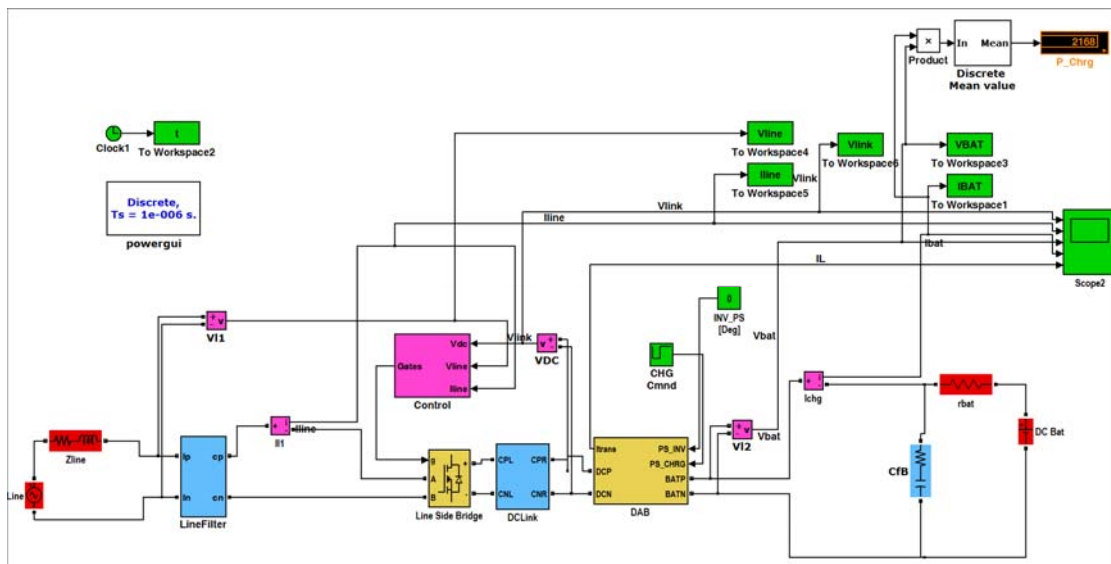 ×
Product
In Mean
Discrete
Mean value
2168
P_Chrg
Clock1
t
To Workspace2
Vline
To Workspace4
Vlink
To Workspace6
VBAT
To Workspace3
Iline
To Workspace5
Vlink
IBAT
To Workspace1
Discrete,
Ts = 1e-006 s.
powergui
Vlink
Iline
Ibat
IL
Scope2
+
-
v
Vl1
Vlink
v
+
-
VDC
0
INV_PS
[Deg]
Vbat
CHG
Cmnd
Vdc
Gates
Vline
Iline
Control
+
i
-
Ichg
rbat
DC Bat
Zline
Line
Ip
cp
In
cn
LineFilter
+
i
-
Iline
Il1
g
A
B
+
-
Line Side Bridge
CPL
CPR
CNL
CNR
DCLink
Itrans
PS_INV
PS_CHRG
DCP
BATP
DCN
BATN
DAB
+
-
v
Vl2
Vbat
CfB